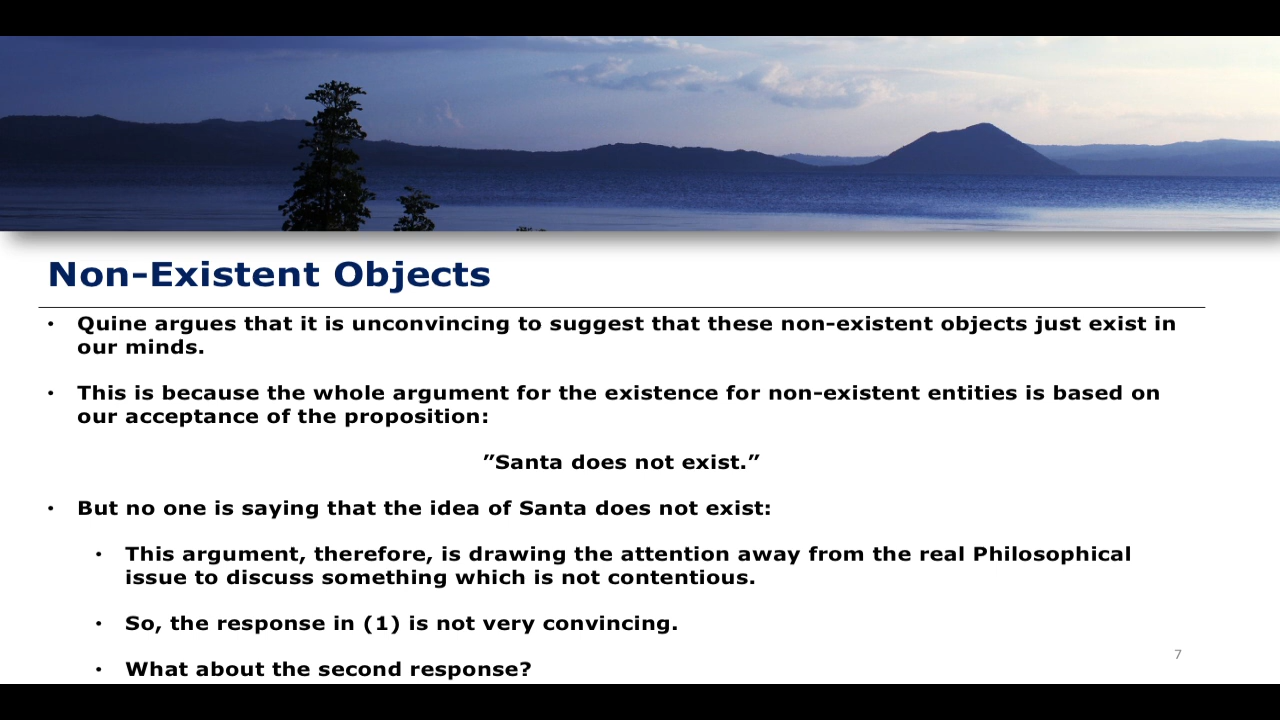 Non-Existent Objects
• Quine argues that it is unconvincing to suggest that these non-existent objects just exist in
our minds.
• This is because the whole argument for the existence for non-existent entities is based on
our acceptance of the proposition:
”Santa does not exist.”
• But no one is saying that the idea of Santa does not exist:
• This argument, therefore, is drawing the attention away from the real Philosophical
issue to discuss something which is not contentious.
• So, the response in (1) is not very convincing.
• What about the second response?
7